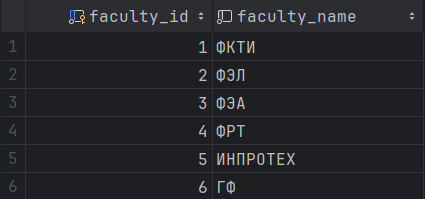 faculty_id faculty_name
1 1 ФКТИ
2 2 ФЭЛ
3 3 ФЭА
4 4 ФРТ
5 5 ИНПРОТЕХ
6 6 ГФ